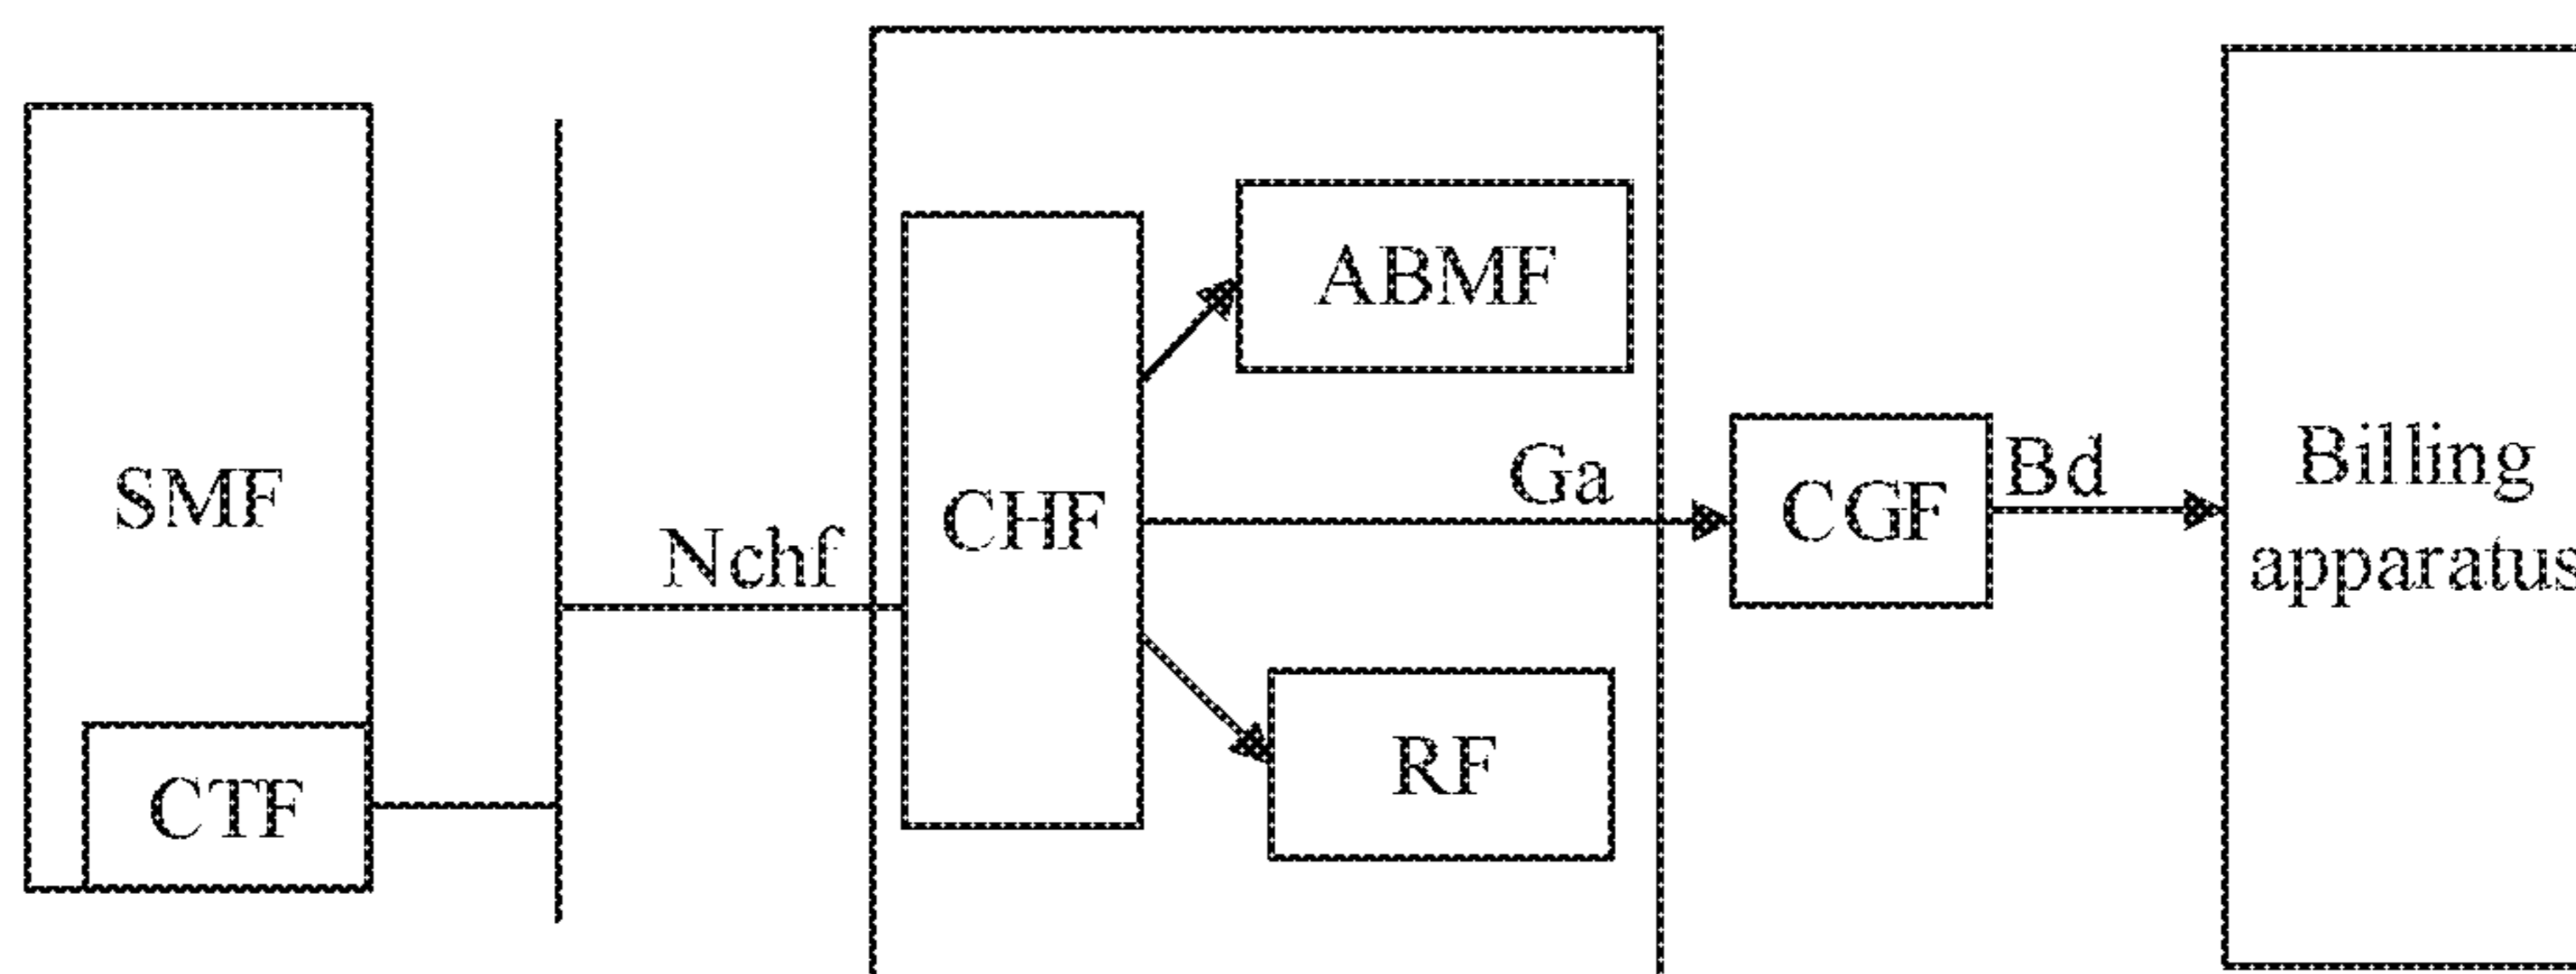 SMF
CTF
Nchf
CHF
ABMF
Ga
RF
CGF
Bd
Billing
apparatus